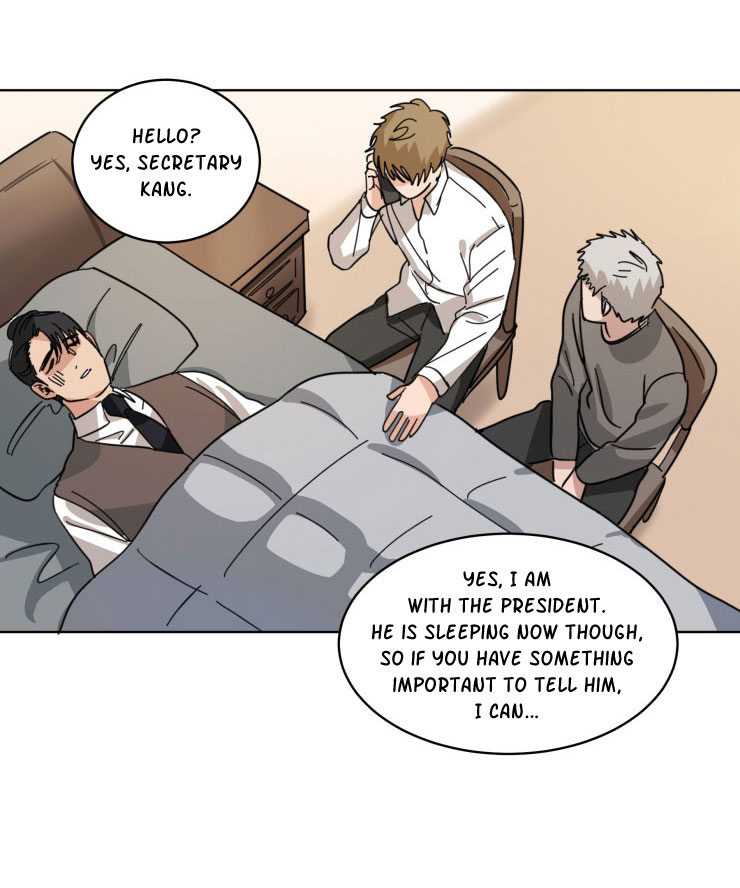 HELLO?
YES, SECRETARY
KANG.
YES, I AM
WITH THE PRESIDENT.
HE IS SLEEPING NOW THOUGH,
SO IF YOU HAVE SOMETHING
IMPORTANT TO TELL HIM,
I CAN...